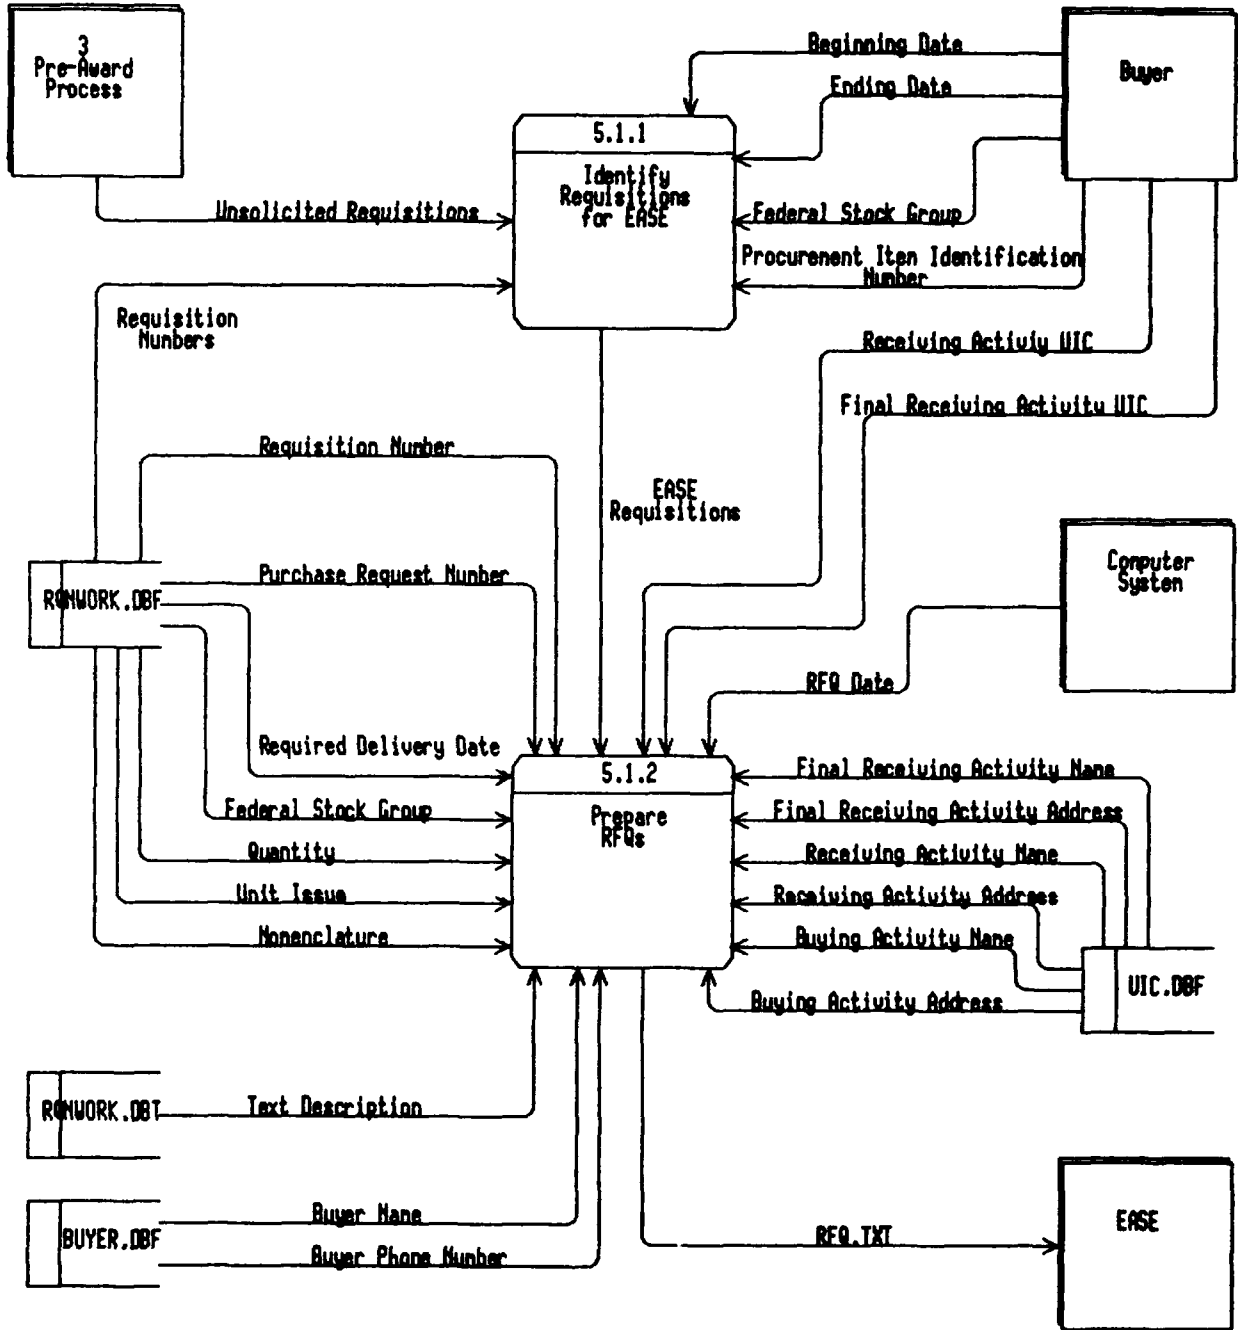 3
Pre-Award
Process
Beginning Date
Buyer
Ending Date
5.1.1
Identify
Requisitions
for EASE
Unsolicited Requisitions
Federal Stock Group
Procurement Item Identification
Number
Requisition
Numbers
Receiving Activiy UIC
Final Receiving Activity UIC
Requisition Number
EASE
Requisitions
Computer
System
Purchase Request Number
RQNWORK.DBF
RFQ Date
Required Delivery Date
5.1.2
Prepare
RFQs
Final Receiving Activity Name
Federal Stock Group
Final Receiving Activity Address
Quantity
Receiving Activity Name
Unit Issue
Receiving Activity Address
Nomenclature
Buying Activity Name
UIC.DBF
Buying Activity Address
RQNWORK.DBT
Text Description
Buyer Name
BUYER.DBF
Buyer Phone Number
RFQ.TXT
EASE